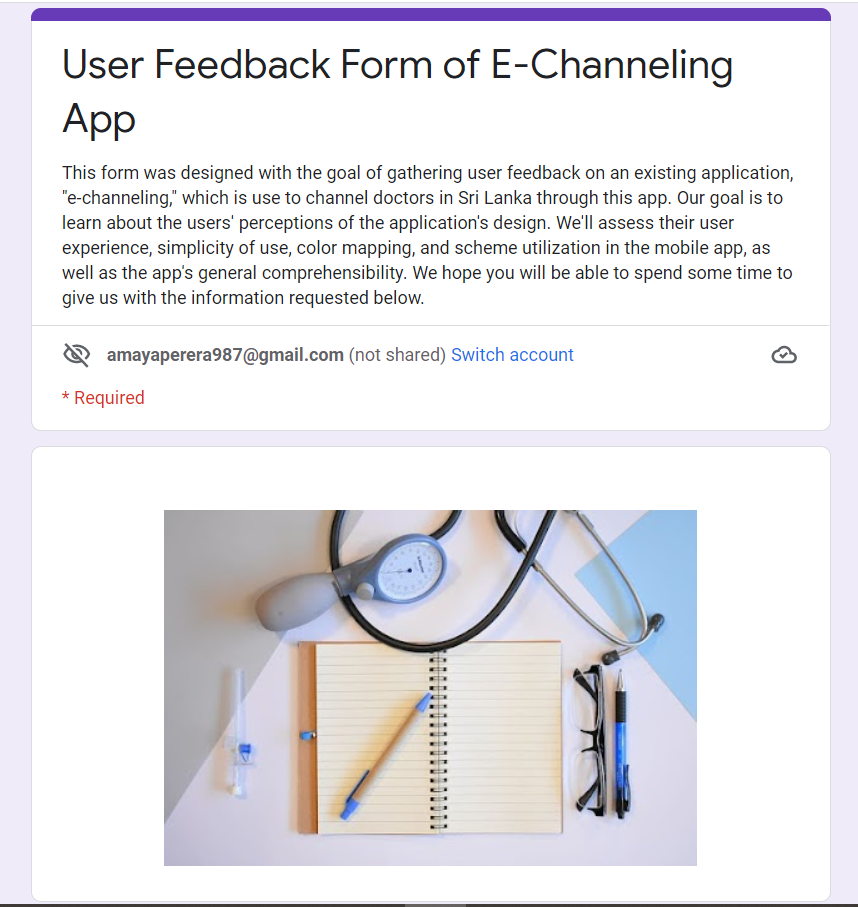 User Feedback Form of E-Channeling
App
This form was designed with the goal of gathering user feedback on an existing application,
"e-channeling," which is use to channel doctors in Sri Lanka through this app. Our goal is to
learn about the users' perceptions of the application's design. We'll assess their user
experience, simplicity of use, color mapping, and scheme utilization in the mobile app, as
well as the app's general comprehensibility. We hope you will be able to spend some time to
give us with the information requested below.
amayaperera987@gmail.com (not shared) Switch account
* Required